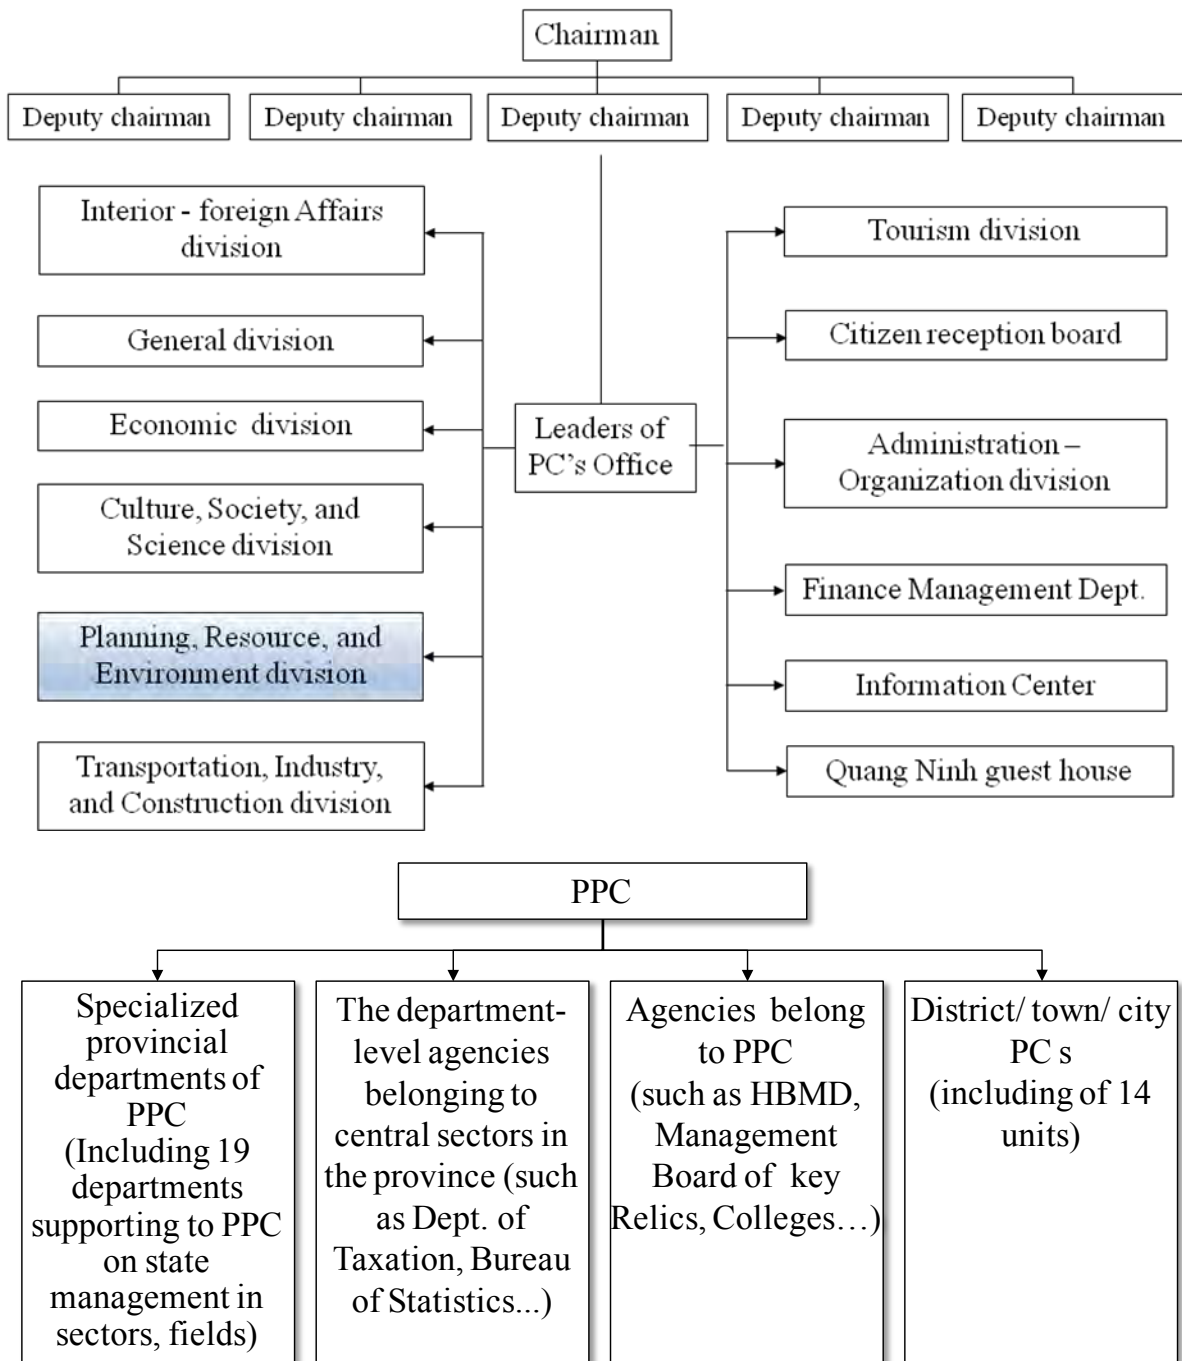 Chairman
Deputy chairman
Deputy chairman
Deputy chairman
Deputy chairman
Deputy chairman
Interior - foreign Affairs
division
General division
Economic division
Culture, Society, and
Science division
Planning, Resource, and
Environment division
Transportation, Industry,
and Construction division
Leaders of
PC's Office
Tourism division
Citizen reception board
Administration –
Organization division
Finance Management Dept.
Information Center
Quang Ninh guest house
PPC
Specialized
provincial
departments of
PPC
(Including 19
departments
supporting to PPC
on state
management in
sectors, fields)
The department-
level agencies
belonging to
central sectors in
the province (such
as Dept. of
Taxation, Bureau
of Statistics...)
Agencies belong
to PPC
(such as HBMD,
Management
Board of key
Relics, Colleges…)
District/ town/ city
PC s
(including of 14
units)